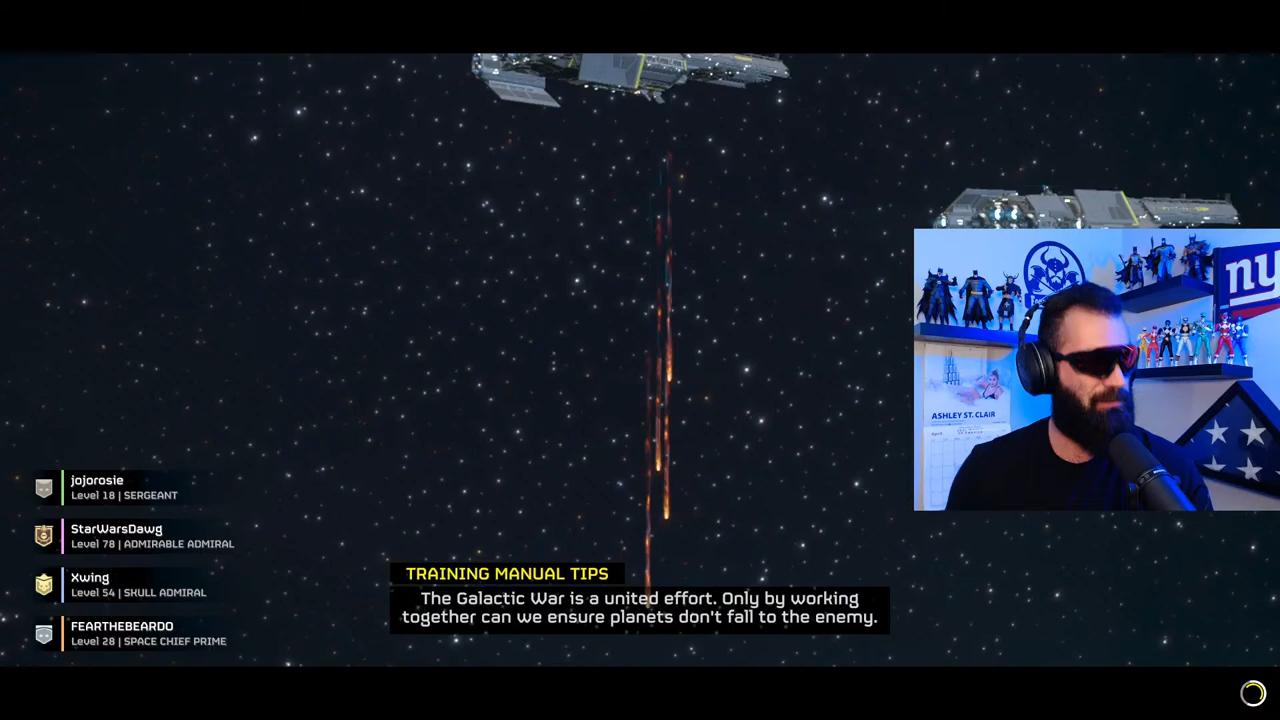 ny
ASHLEY ST. CLAIR
April
jojorosie
Level 18 | SERGEANT
StarWarsDawg
Level 78 | ADMIRABLE ADMIRAL
Xwing
Level 54 | SKULL ADMIRAL
FEARTHEBEARDO
Level 28 | SPACE CHIEF PRIME
TRAINING MANUAL TIPS
The Galactic War is a united effort. Only by working
together can we ensure planets don't fall to the enemy.